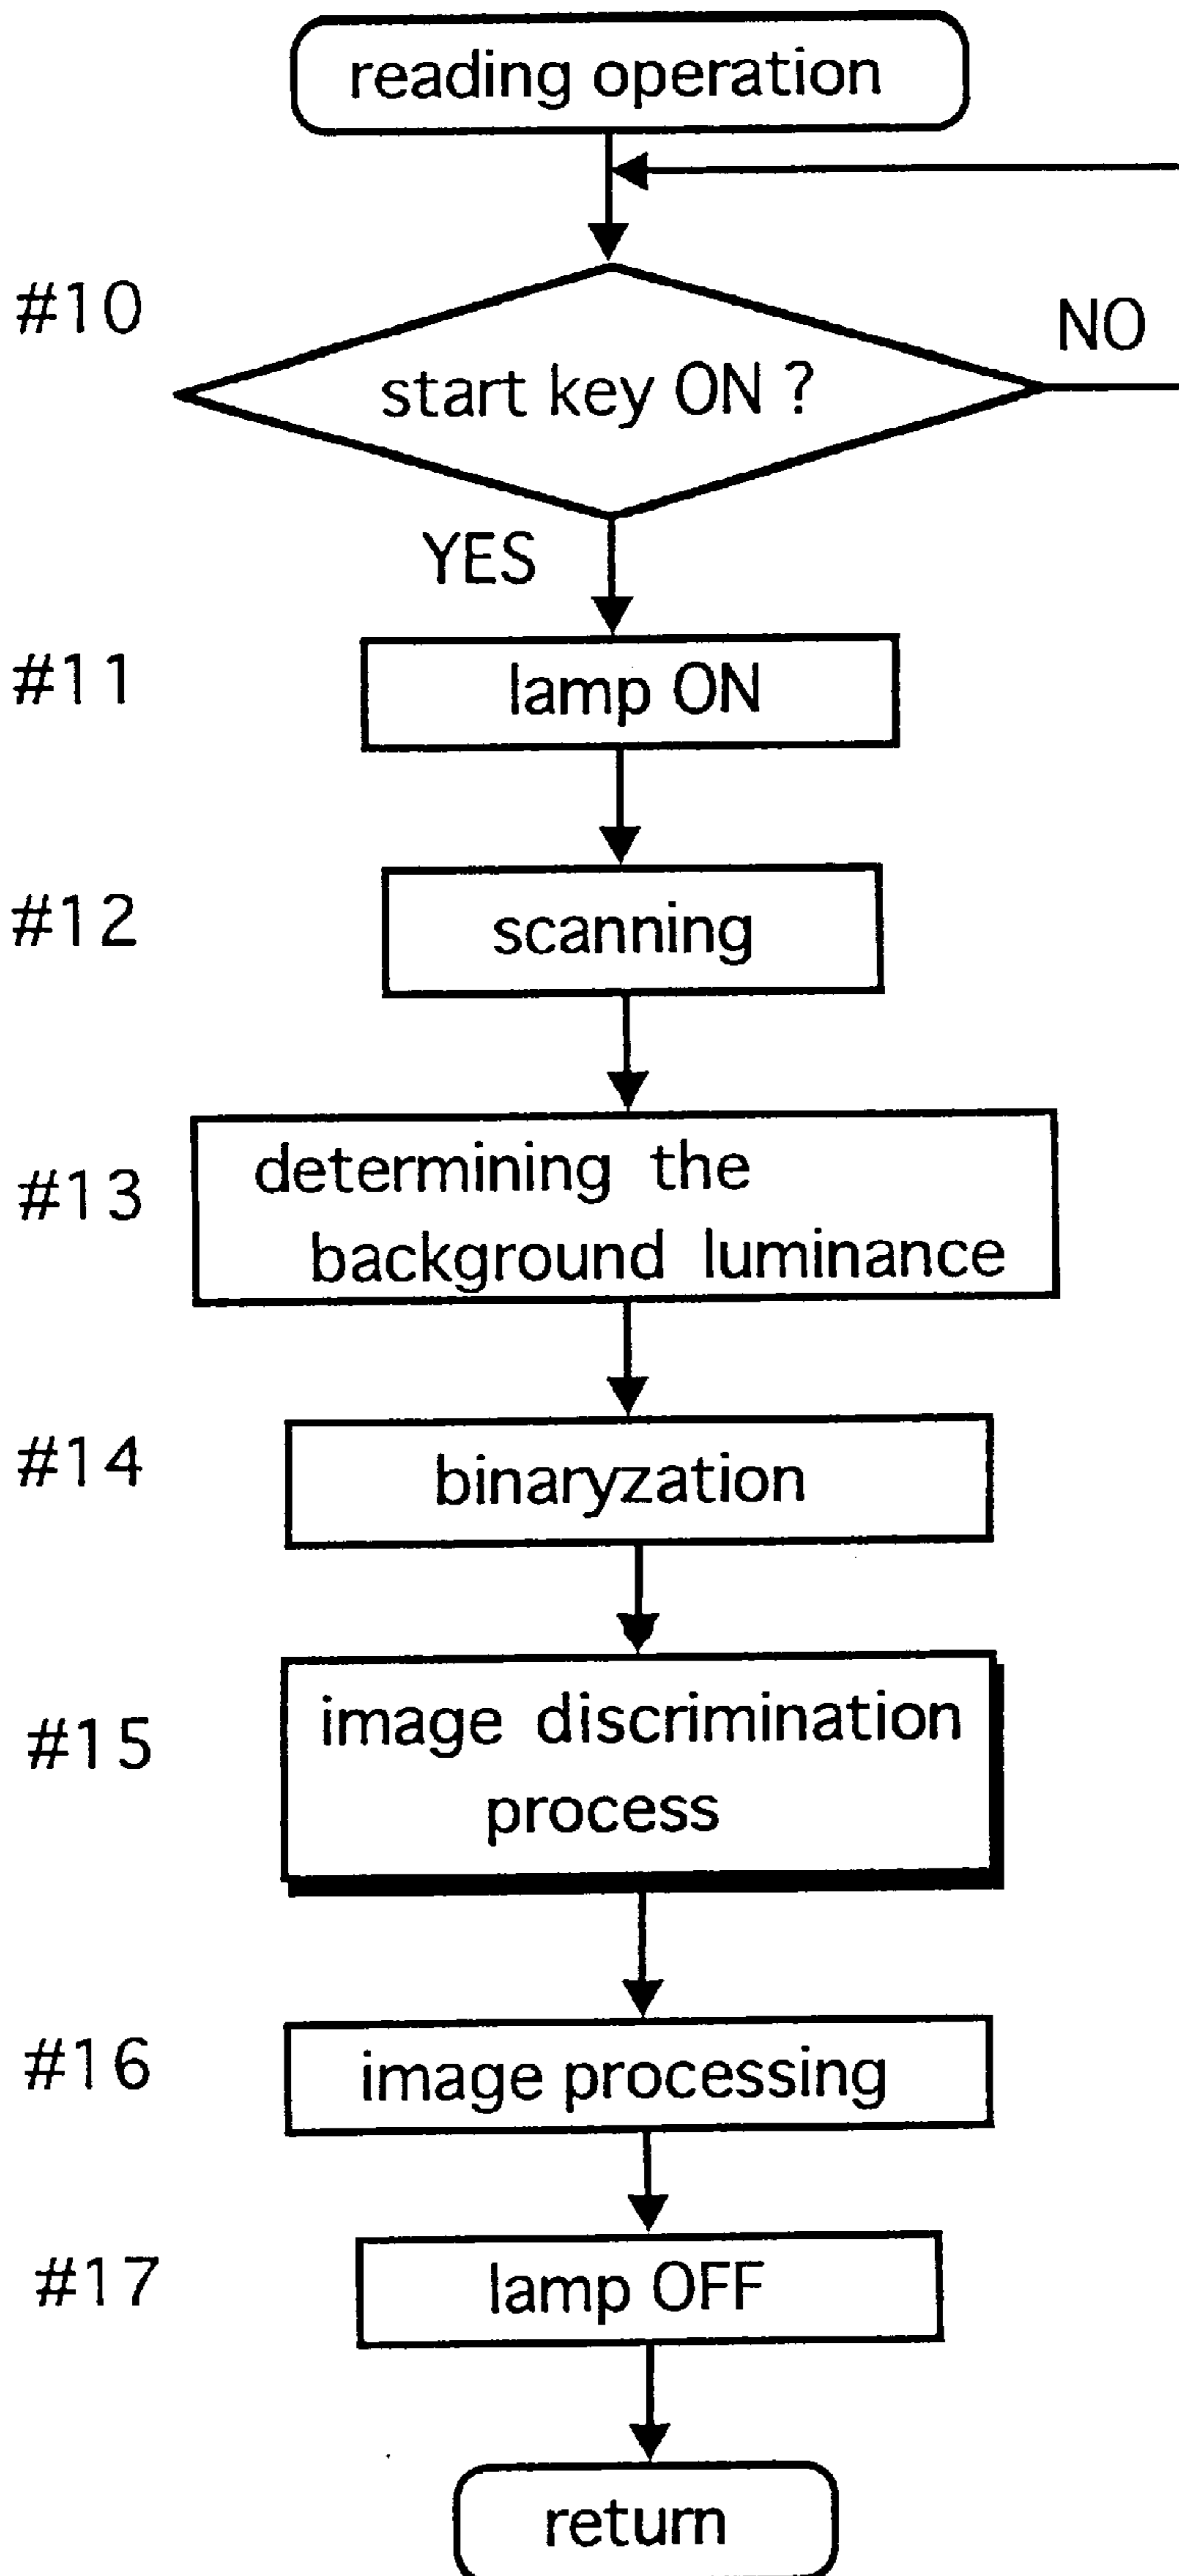 reading operation
#10
start key ON ?
NO
YES
#11
lamp ON
#12
scanning
#13
determining the
background luminance
#14
binaryzation
#15
image discrimination
process
#16
image processing
#17
lamp OFF
return